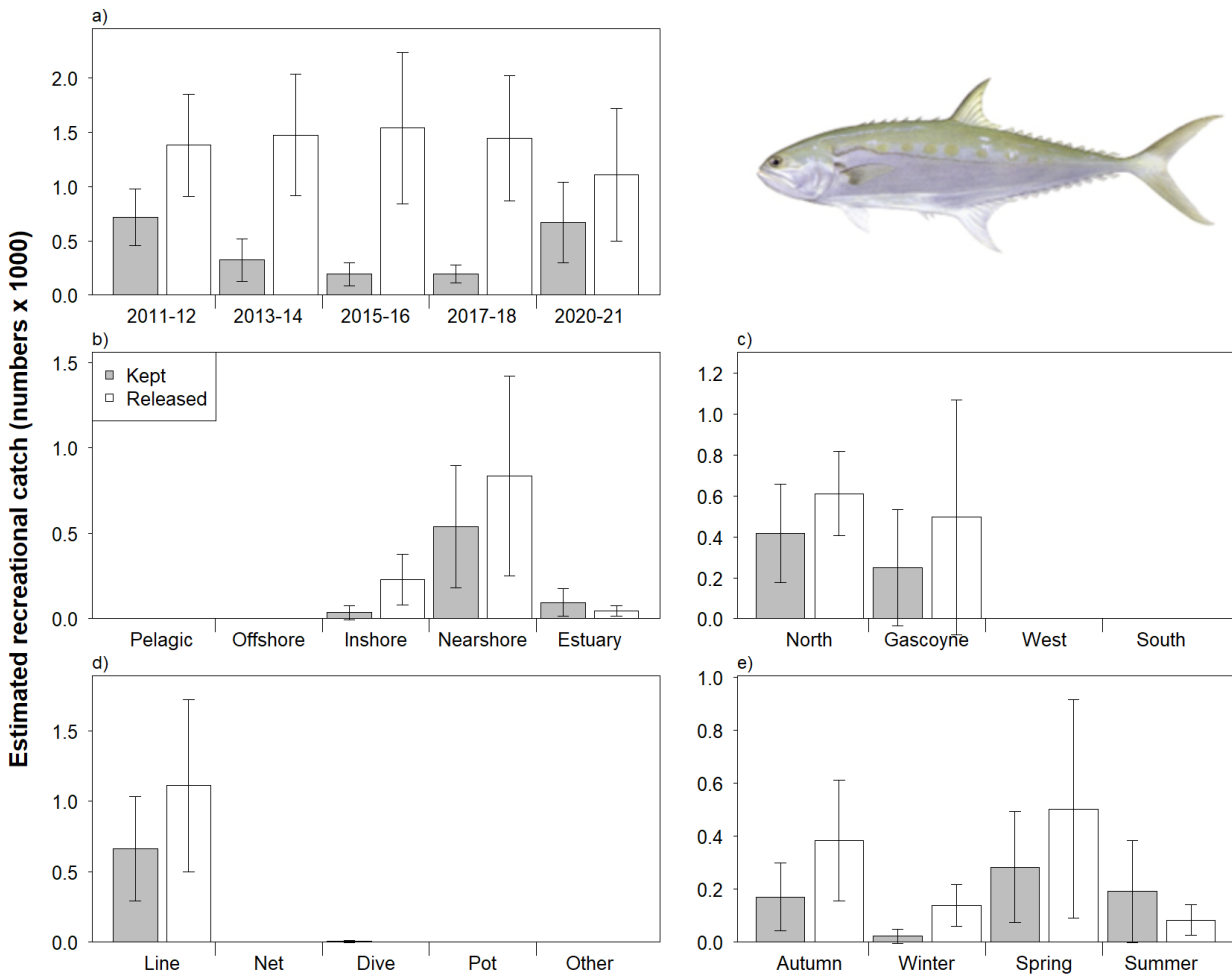 Estimated recreational catch (numbers x 1000)
a)
2.0
1.5
1.0
0.5
0.0
2011-12 2013-14 2015-16 2017-18 2020-21
b)
Kept
Released
1.5
1.0
0.5
0.0
Pelagic Offshore Inshore Nearshore Estuary
c)
1.2
1.0
0.8
0.6
0.4
0.2
0.0
North Gascoyne West South
d)
1.5
1.0
0.5
0.0
Line Net Dive Pot Other
e)
1.0
0.8
0.6
0.4
0.2
0.0
Autumn Winter Spring Summer